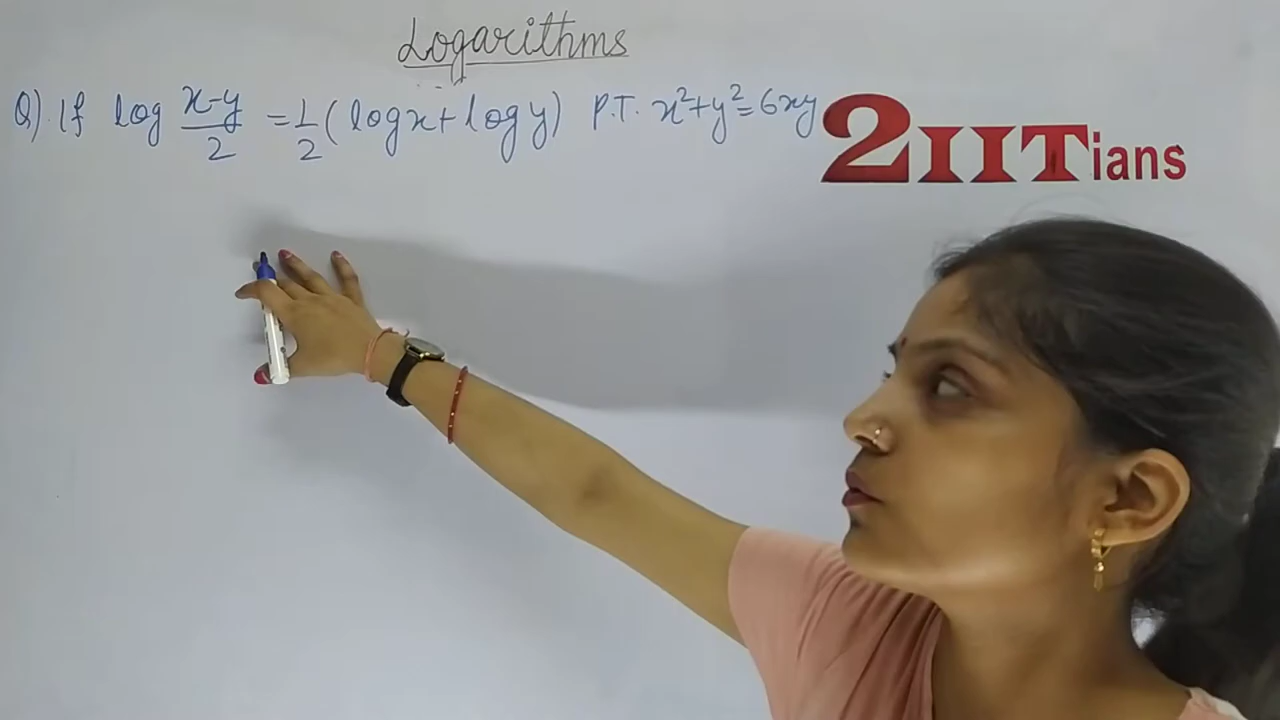 Logarithms
Q). If log x-y/2 = 1/2 (log x + log y) P.T. x²+y²=6xy
2IITians